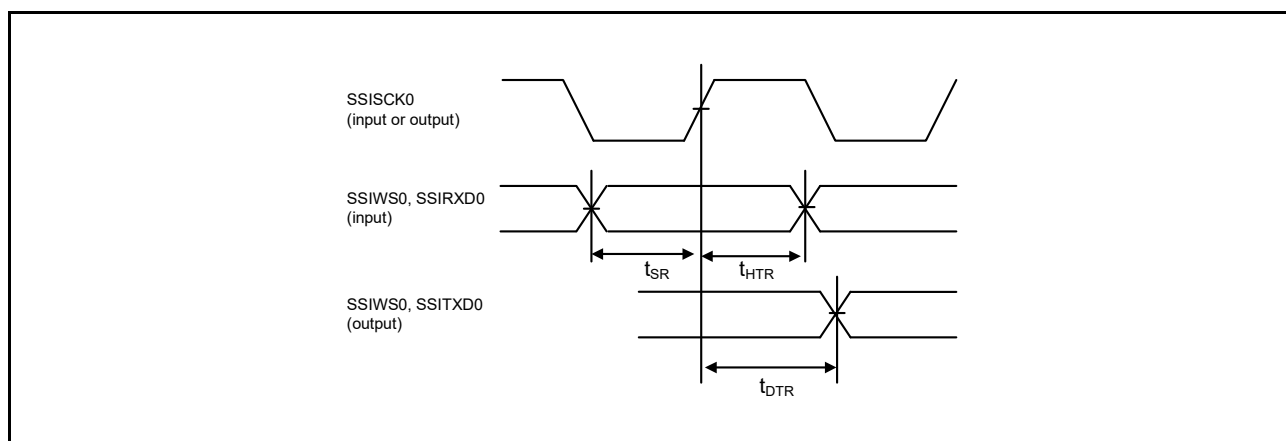 SSISCK0
(input or output)
SSIWS0, SSIRXD0
(input)
tSR
tHTR
SSIWS0, SSITXD0
(output)
tDTR